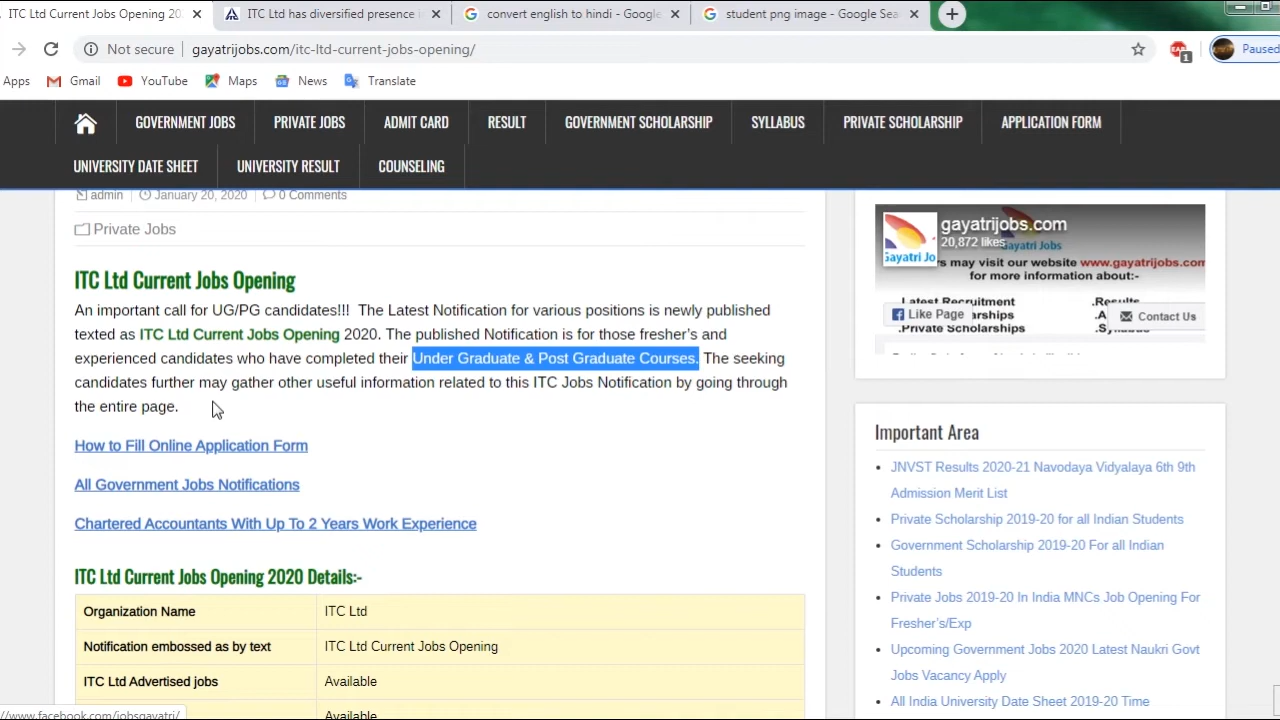 ITC Ltd Current Jobs Opening 20
ITC Ltd has diversified presence i
convert english to hindi - Google
student png image - Google Sea
Not secure
gayatrijobs.com/itc-ltd-current-jobs-opening/
1
Paused
Apps
Gmail
YouTube
Maps
News
Translate
GOVERNMENT JOBS
PRIVATE JOBS
ADMIT CARD
RESULT
GOVERNMENT SCHOLARSHIP
SYLLABUS
PRIVATE SCHOLARSHIP
APPLICATION FORM
UNIVERSITY DATE SHEET
UNIVERSITY RESULT
COUNSELING
admin
January 20, 2020
0 Comments
Private Jobs
ITC Ltd Current Jobs Opening
An important call for UG/PG candidates!!! The Latest Notification for various positions is newly published
texted as ITC Ltd Current Jobs Opening 2020. The published Notification is for those fresher's and
experienced candidates who have completed their Under Graduate & Post Graduate Courses. The seeking
candidates further may gather other useful information related to this ITC Jobs Notification by going through
the entire page.
How to Fill Online Application Form
All Government Jobs Notifications
Chartered Accountants With Up To 2 Years Work Experience
ITC Ltd Current Jobs Opening 2020 Details:-
Organization Name
ITC Ltd
Notification embossed as by text
ITC Ltd Current Jobs Opening
ITC Ltd Advertised jobs
Available
Available
//www.facebook.com/jobsgayatri/
gayatrijobs.com
20,872 likes
Gayatri Jobs
Gayatri Jo
rs may visit our website www.gayatrijobs.com
for more information about:-
Latest Recruitment
.Results
Like Page
arships
Contact Us
.Private Scholarships
Important Area
JNVST Results 2020-21 Navodaya Vidyalaya 6th 9th
Admission Merit List
Private Scholarship 2019-20 for all Indian Students
Government Scholarship 2019-20 For all Indian
Students
Private Jobs 2019-20 In India MNCs Job Opening For
Fresher's/Exp
Upcoming Government Jobs 2020 Latest Naukri Govt
Jobs Vacancy Apply
All India University Date Sheet 2019-20 Time